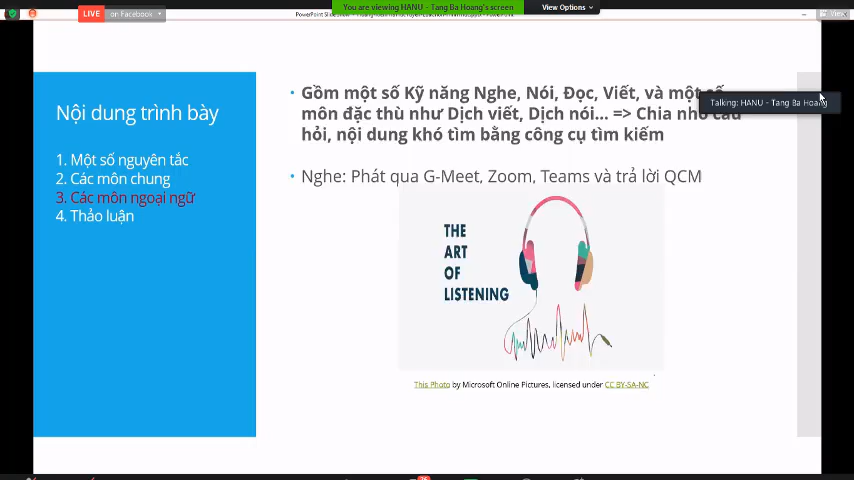 LIVE on Facebook
You are viewing HANU - Tang Ba Hoang's screen
View Options
View
Talking: HANU - Tang Ba Hoang
Nội dung trình bày
1. Một số nguyên tắc
2. Các môn chung
3. Các môn ngoại ngữ
4. Thảo luận
• Gồm một số Kỹ năng Nghe, Nói, Đọc, Viết, và một số
môn đặc thù như Dịch viết, Dịch nói... => Chia nhỏ câu
hỏi, nội dung khó tìm bằng công cụ tìm kiếm
• Nghe: Phát qua G-Meet, Zoom, Teams và trả lời QCM
THE
ART
OF
LISTENING
This Photo by Microsoft Online Pictures, licensed under CC BY-SA-NC